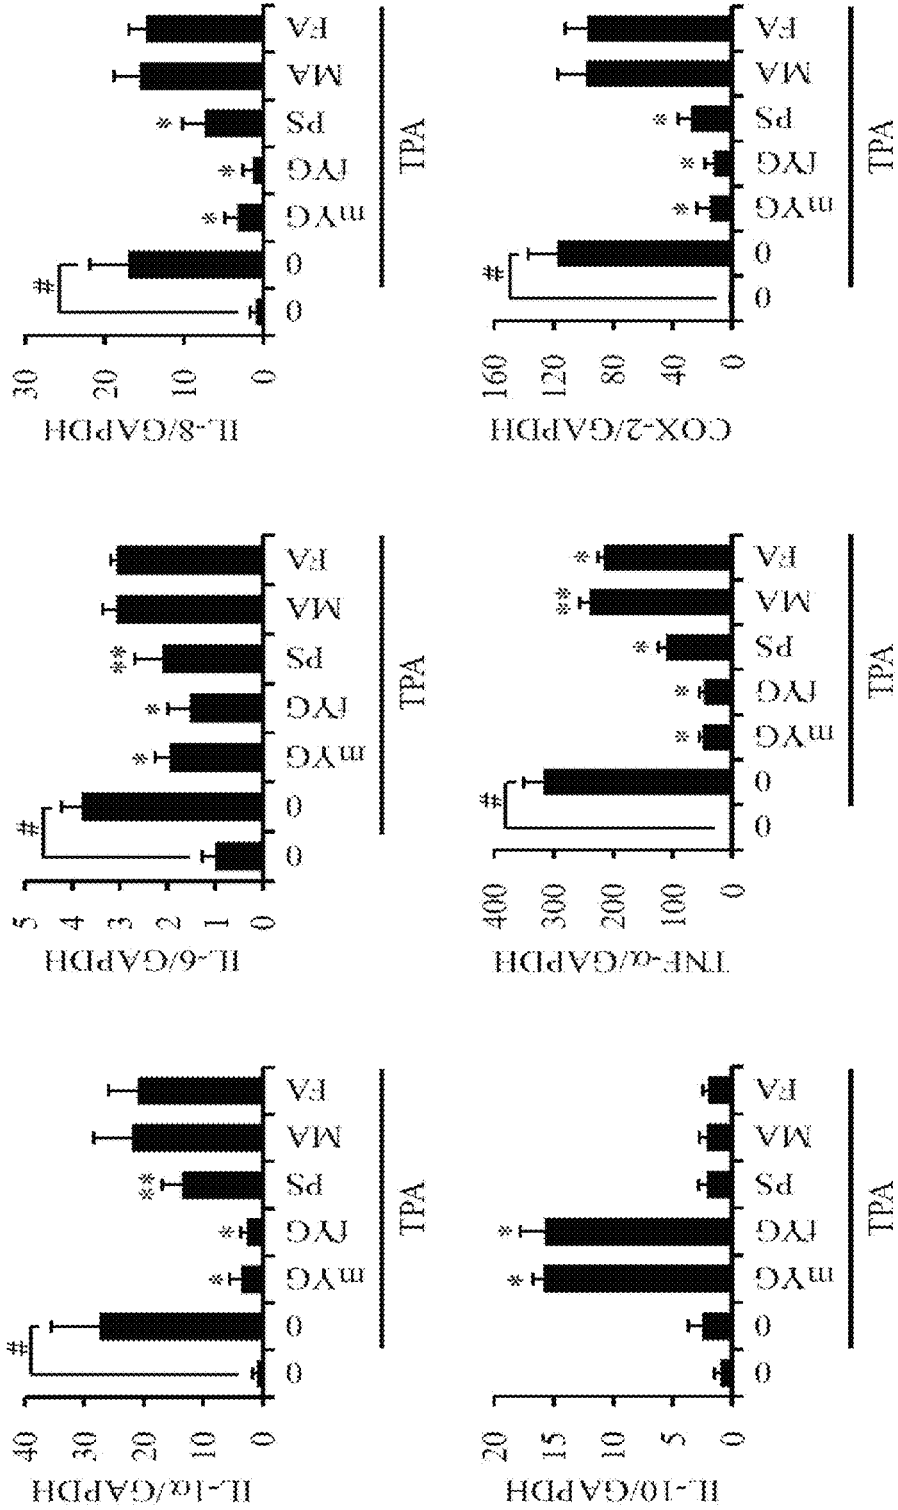 IL-1α/GAPDH
40
30
20
10
0
#
*
*
**
0
0
mYG
fYG
PS
MA
FA
TPA
IL-6/GAPDH
5
4
3
2
1
0
#
*
*
**
0
0
mYG
fYG
PS
MA
FA
TPA
IL-8/GAPDH
30
20
10
0
#
*
*
*
0
0
mYG
fYG
PS
MA
FA
TPA
IL-10/GAPDH
20
15
10
5
0
*
*
0
0
mYG
fYG
PS
MA
FA
TPA
TNF-α/GAPDH
400
300
200
100
0
#
*
*
*
**
*
0
0
mYG
fYG
PS
MA
FA
TPA
COX-2/GAPDH
160
120
80
40
0
#
*
*
*
0
0
mYG
fYG
PS
MA
FA
TPA